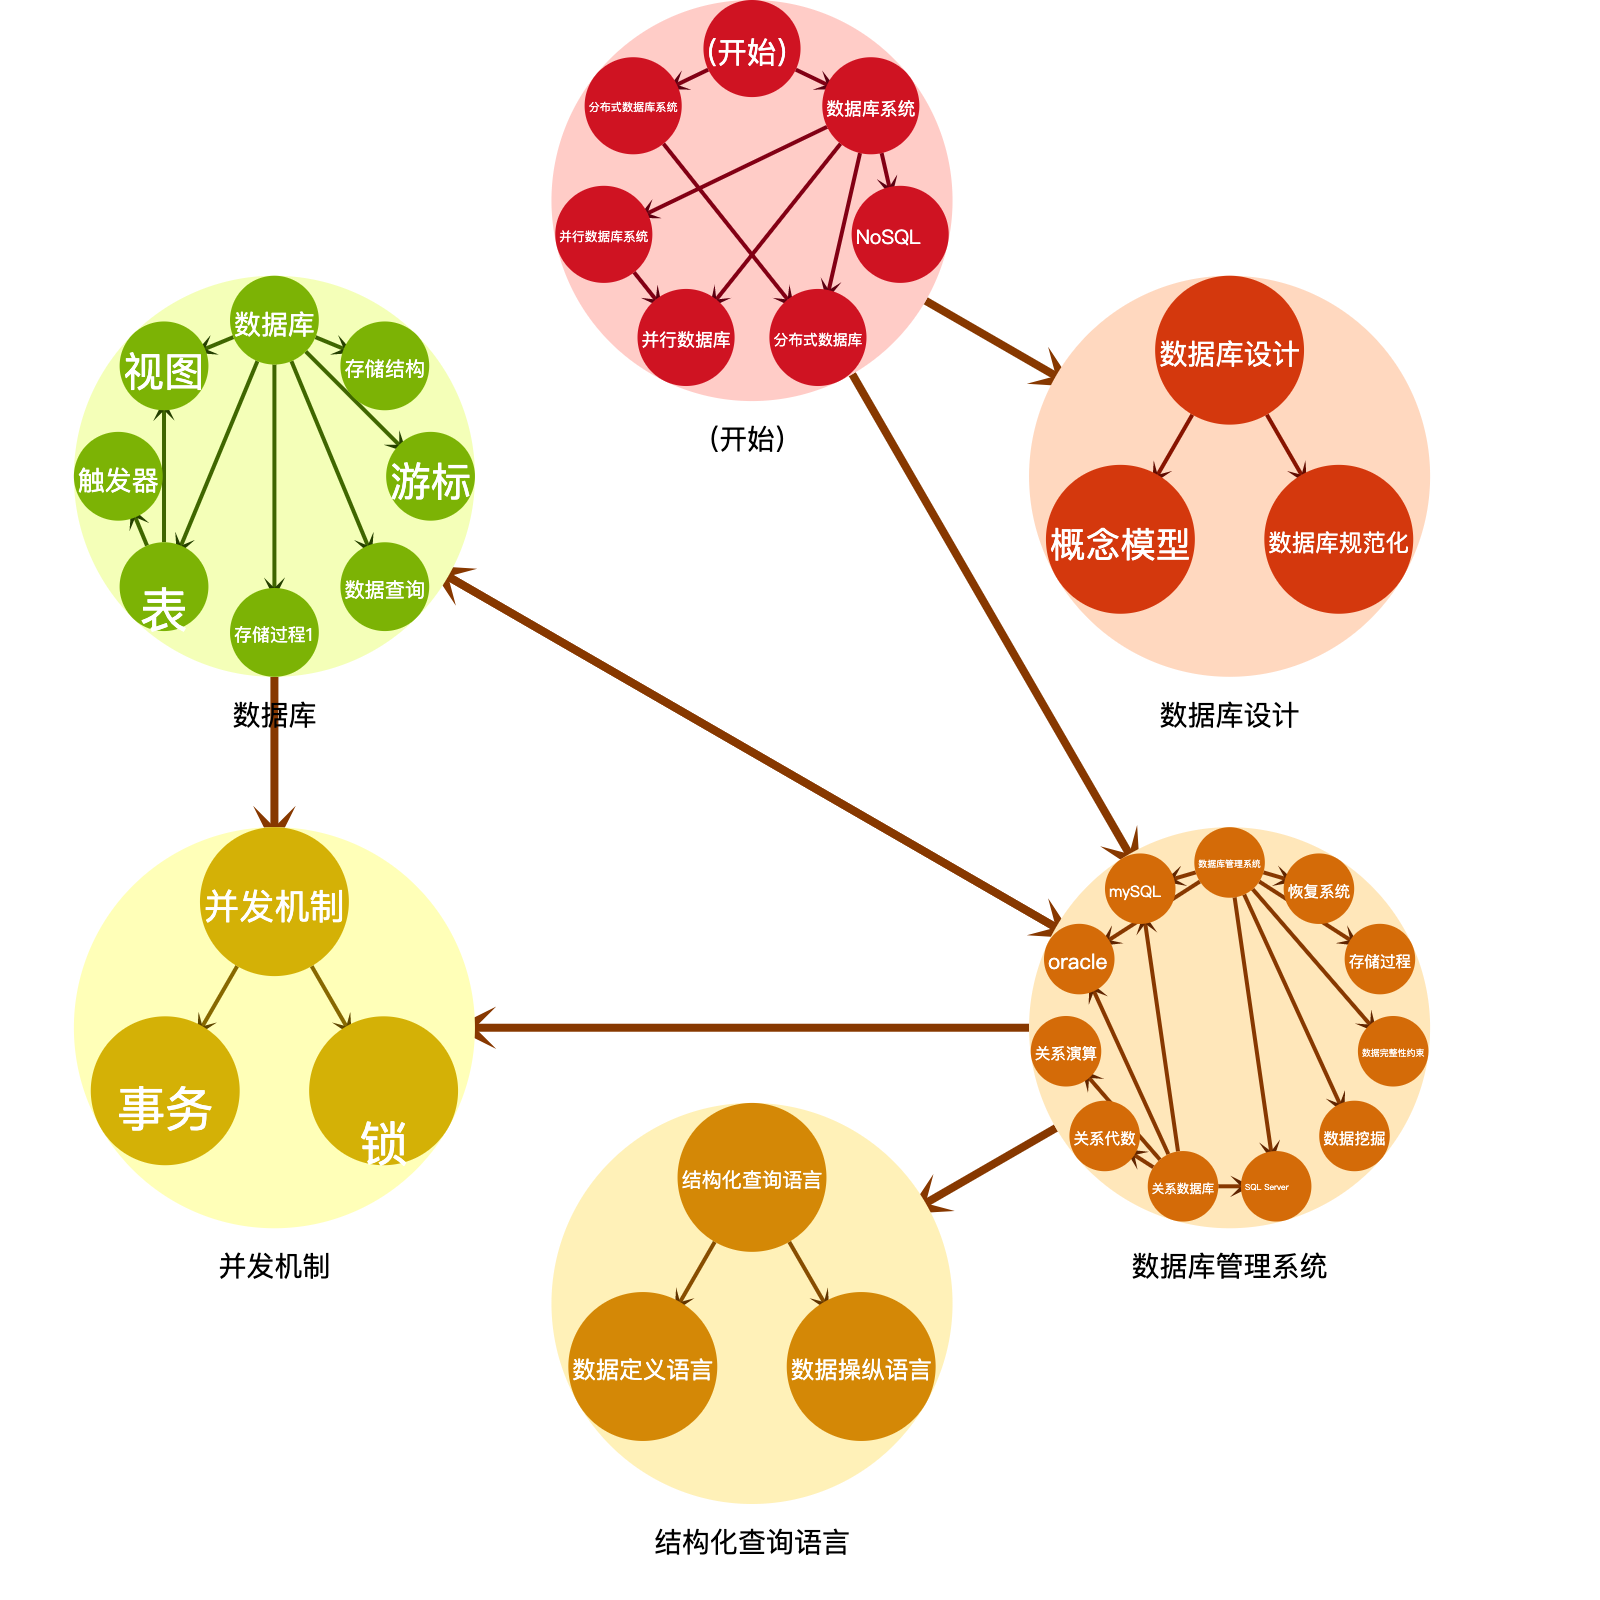 (开始)
分布式数据库系统
数据库系统
并行数据库系统
NoSQL
并行数据库
分布式数据库
(开始)
数据库
视图
存储结构
触发器
游标
表
数据查询
存储过程1
数据库
数据库设计
概念模型
数据库规范化
数据库设计
并发机制
事务
锁
并发机制
数据库管理系统
mySQL
恢复系统
oracle
存储过程
关系演算
数据完整性约束
关系代数
数据挖掘
关系数据库
SQL Server
数据库管理系统
结构化查询语言
数据定义语言
数据操纵语言
结构化查询语言